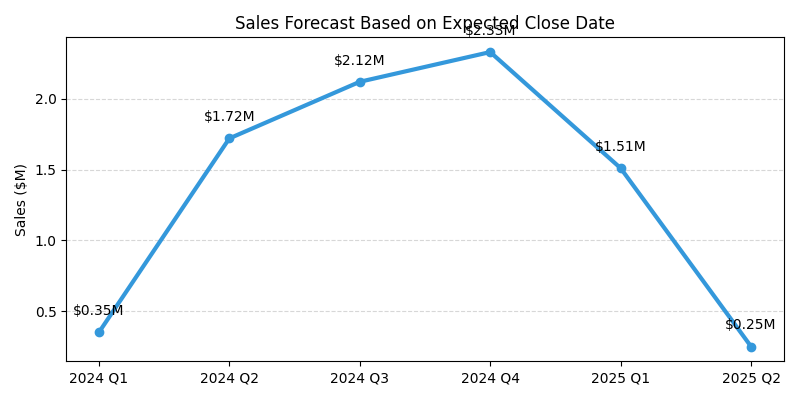 Sales Forecast Based on Expected Close Date
$2.33M
$2.12M
$1.72M
$1.51M
$0.35M
$0.25M
Sales ($M)
2.0
1.5
1.0
0.5
2024 Q1
2024 Q2
2024 Q3
2024 Q4
2025 Q1
2025 Q2